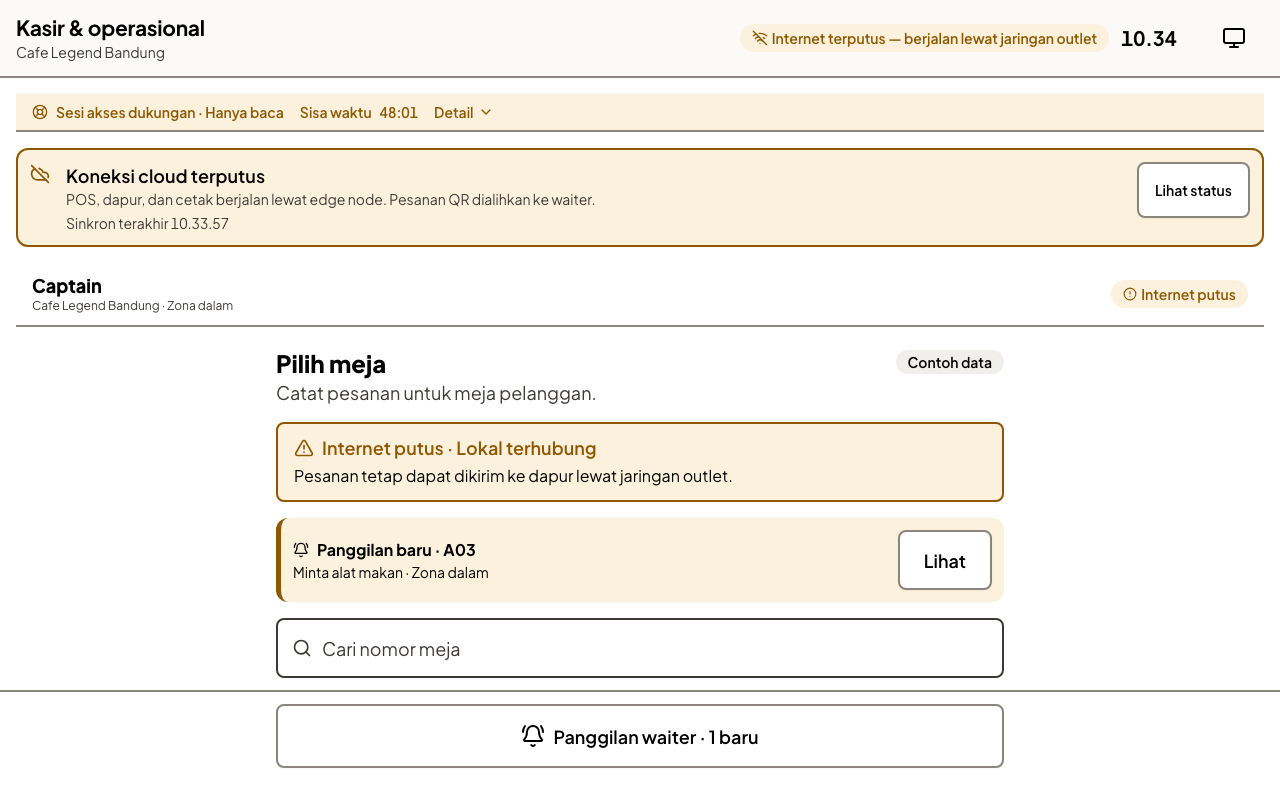 Kasir & operasional
Cafe Legend Bandung
Internet terputus — berjalan lewat jaringan outlet
10.34
Sesi akses dukungan · Hanya baca
Sisa waktu 48:01
Detail
Koneksi cloud terputus
POS, dapur, dan cetak berjalan lewat edge node. Pesanan QR dialihkan ke waiter.
Sinkron terakhir 10.33.57
Lihat status
Captain
Cafe Legend Bandung · Zona dalam
Internet putus
Pilih meja
Contoh data
Catat pesanan untuk meja pelanggan.
Internet putus · Lokal terhubung
Pesanan tetap dapat dikirim ke dapur lewat jaringan outlet.
Panggilan baru · A03
Minta alat makan · Zona dalam
Lihat
Cari nomor meja
Panggilan waiter · 1 baru